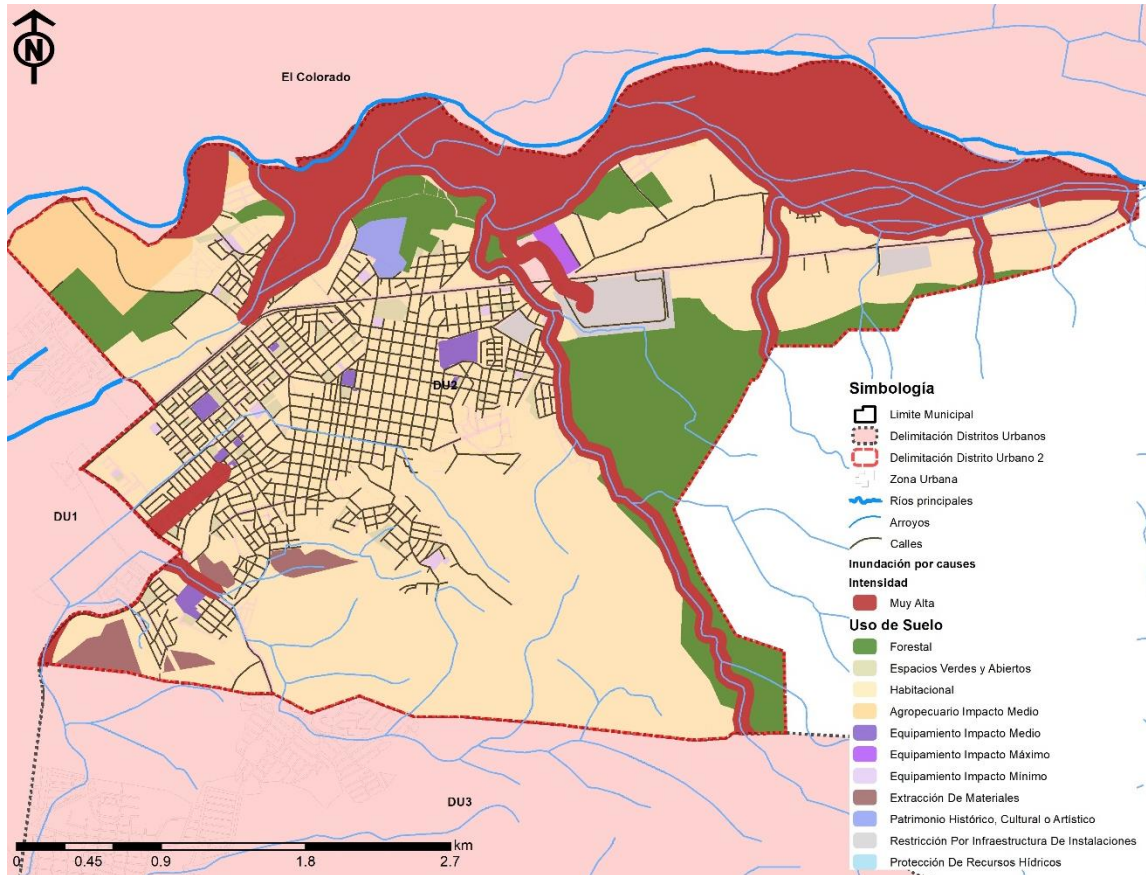 N
El Colorado
DU2
DU1
DU3
Simbología
Limite Municipal
Delimitación Distritos Urbanos
Delimitación Distrito Urbano 2
Zona Urbana
Ríos principales
Arroyos
Calles
Inundación por causes
Intensidad
Muy Alta
Uso de Suelo
Forestal
Espacios Verdes y Abiertos
Habitacional
Agropecuario Impacto Medio
Equipamiento Impacto Medio
Equipamiento Impacto Máximo
Equipamiento Impacto Mínimo
Extracción De Materiales
Patrimonio Histórico, Cultural o Artístico
Restricción Por Infraestructura De Instalaciones
Protección De Recursos Hídricos
km
0 0.45 0.9 1.8 2.7